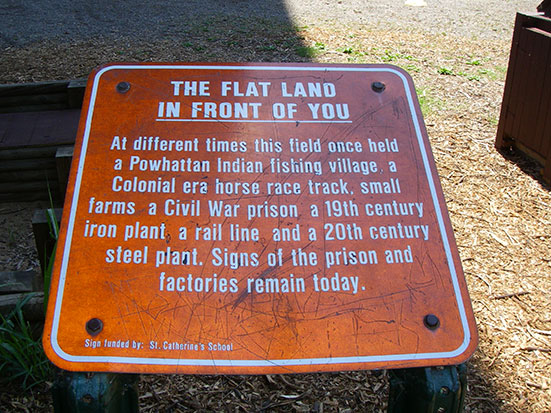 THE FLAT LAND
IN FRONT OF YOU
At different times this field once held
a Powhattan Indian fishing village, a
Colonial era horse race track, small
farms, a Civil War prison, a 19th century
iron plant, a rail line, and a 20th century
steel plant. Signs of the prison and
factories remain today.
Sign funded by: St. Catherine's School